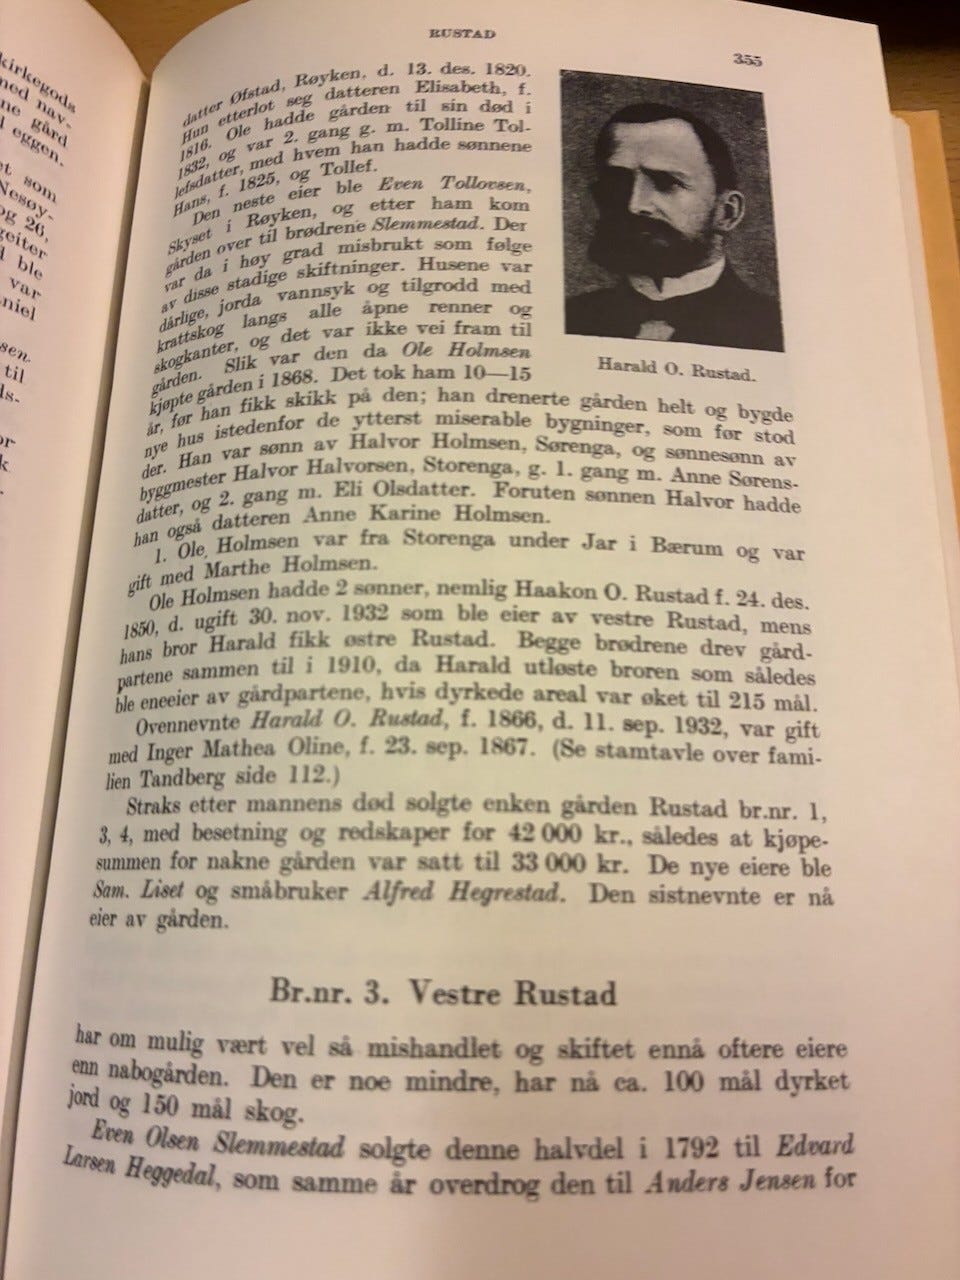 kirkegods
med nav-
ne gård
l eggen.
et som
Nesøy-
og 26,
geiter
d ble
var
niel
sen.
til
ds-
or
k
RUSTAD
355
datter Øfstad, Røyken, d. 13. des. 1820.
Hun etterlot seg datteren Elisabeth, f.
1816. Ole hadde gården til sin død i
1832, og var 2. gang g. m. Tolline Tol-
lefsdatter, med hvem han hadde sønnene
Hans, f. 1825, og Tollef.
Den neste eier ble Even Tollovsen,
Skyset i Røyken, og etter ham kom
gården over til brødrene Slemmestad. Der
var da i høy grad misbrukt som følge
av disse stadige skiftninger. Husene var
dårlige, jorda vannsyk og tilgrodd med
krattskog langs alle åpne renner og
skogkanter, og det var ikke vei fram til
gården. Slik var den da Ole Holmsen
kjøpte gården i 1868. Det tok ham 10—15
år, før han fikk skikk på den; han drenerte gården helt og bygde
nye hus istedenfor de ytterst miserable bygninger, som før stod
der. Han var sønn av Halvor Holmsen, Sørenga, og sønnesønn av
byggmester Halvor Halvorsen, Storenga, g. 1. gang m. Anne Sørens-
datter, og 2. gang m. Eli Olsdatter. Foruten sønnen Halvor hadde
han også datteren Anne Karine Holmsen.
1. Ole Holmsen var fra Storenga under Jar i Bærum og var
gift med Marthe Holmsen.
Ole Holmsen hadde 2 sønner, nemlig Haakon O. Rustad f. 24. des.
1850, d. ugift 30. nov. 1932 som ble eier av vestre Rustad, mens
hans bror Harald fikk østre Rustad. Begge brødrene drev gård-
partene sammen til i 1910, da Harald utløste broren som således
ble eneeier av gårdpartene, hvis dyrkede areal var øket til 215 mål.
Ovennevnte Harald O. Rustad, f. 1866, d. 11. sep. 1932, var gift
med Inger Mathea Oline, f. 23. sep. 1867. (Se stamtavle over fami-
lien Tandberg side 112.)
Straks etter mannens død solgte enken gården Rustad br.nr. 1,
3, 4, med besetning og redskaper for 42 000 kr., således at kjøpe-
summen for nakne gården var satt til 33 000 kr. De nye eiere ble
Sam. Liset og småbruker Alfred Hegrestad. Den sistnevnte er nå
eier av gården.
Harald O. Rustad.
Br.nr. 3. Vestre Rustad
har om mulig vært vel så mishandlet og skiftet ennå oftere eiere
enn nabogården. Den er noe mindre, har nå ca. 100 mål dyrket
jord og 150 mål skog.
Even Olsen Slemmestad solgte denne halvdel i 1792 til Edvard
Larsen Heggedal, som samme år overdrog den til Anders Jensen for